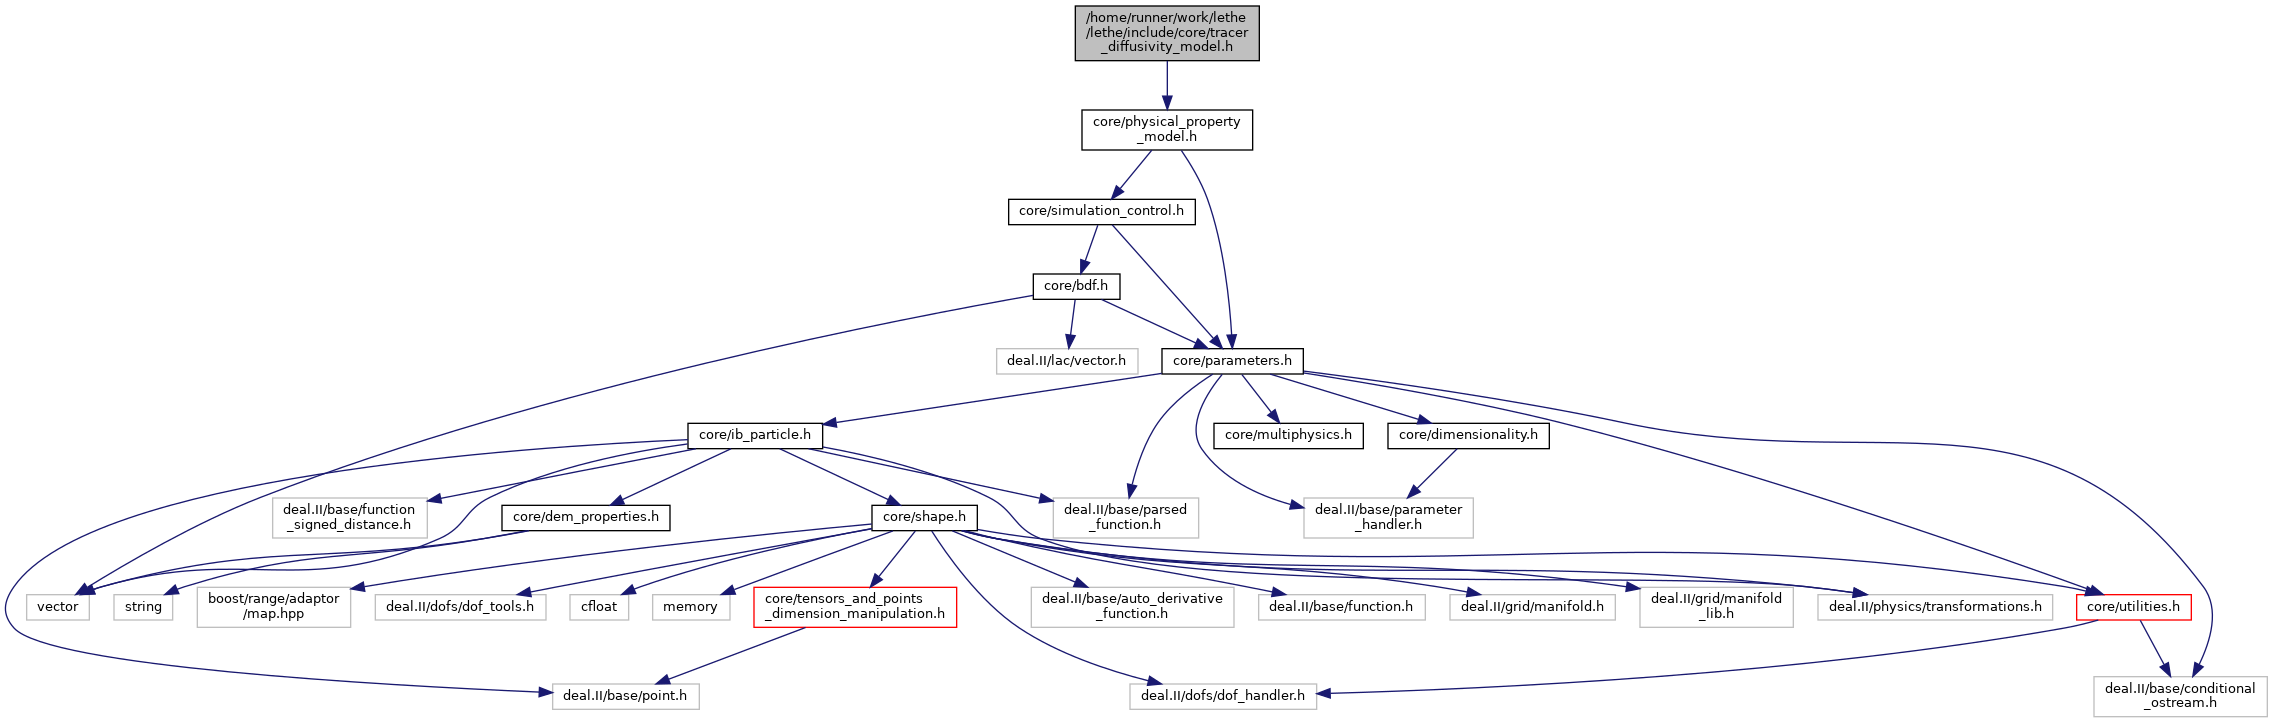 /home/runner/work/lethe
/lethe/include/core/tracer
_diffusivity_model.h
core/physical_property
_model.h
core/simulation_control.h
core/bdf.h
deal.II/lac/vector.h
core/parameters.h
core/ib_particle.h
core/multiphysics.h
core/dimensionality.h
deal.II/base/function
_signed_distance.h
core/dem_properties.h
core/shape.h
deal.II/base/parsed
_function.h
deal.II/base/parameter
_handler.h
vector
string
boost/range/adaptor
/map.hpp
deal.II/dofs/dof_tools.h
cfloat
memory
core/tensors_and_points
_dimension_manipulation.h
deal.II/base/auto_derivative
_function.h
deal.II/base/function.h
deal.II/grid/manifold.h
deal.II/grid/manifold
_lib.h
deal.II/physics/transformations.h
core/utilities.h
deal.II/base/point.h
deal.II/dofs/dof_handler.h
deal.II/base/conditional
_ostream.h